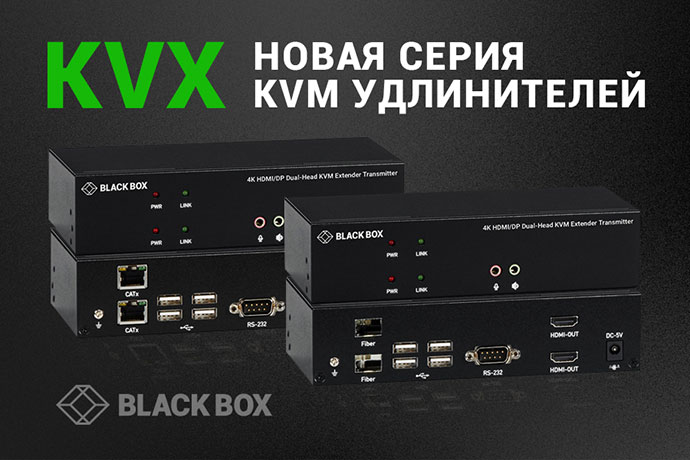 KVX
НОВАЯ СЕРИЯ
KVM УДЛИНИТЕЛЕЙ
BLACK BOX
4K HDMI/DP Dual-Head KVM Extender Transmitter
PWR LINK
PWR LINK
CATx
CATx
RS-232
BLACK BOX
4K HDMI/DP Dual-Head KVM Extender Transmitter
PWR LINK
PWR LINK
Fiber
Fiber
RS-232
HDMI-OUT
HDMI-OUT
DC-5V
BLACK BOX